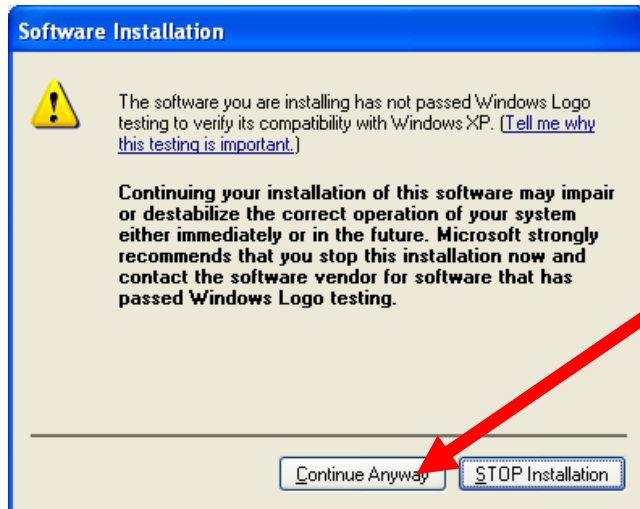 Software Installation
The software you are installing has not passed Windows Logo
testing to verify its compatibility with Windows XP. (Tell me why
this testing is important.)
Continuing your installation of this software may impair
or destabilize the correct operation of your system
either immediately or in the future. Microsoft strongly
recommends that you stop this installation now and
contact the software vendor for software that has
passed Windows Logo testing.
Continue Anyway
STOP Installation